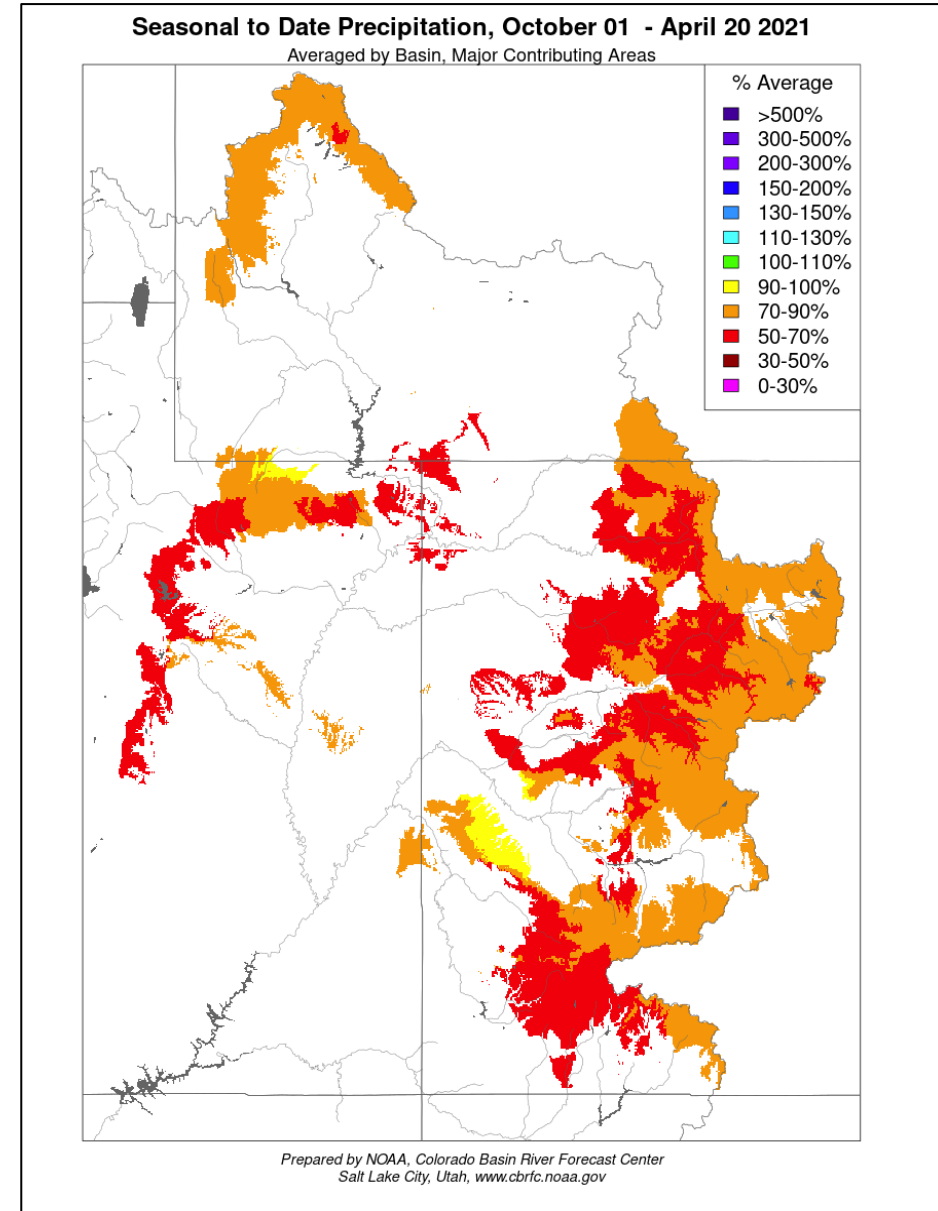 Seasonal to Date Precipitation, October 01 - April 20 2021
Averaged by Basin, Major Contributing Areas
% Average
>500%
300-500%
200-300%
150-200%
130-150%
110-130%
100-110%
90-100%
70-90%
50-70%
30-50%
0-30%
Prepared by NOAA, Colorado Basin River Forecast Center
Salt Lake City, Utah, www.cbrfc.noaa.gov